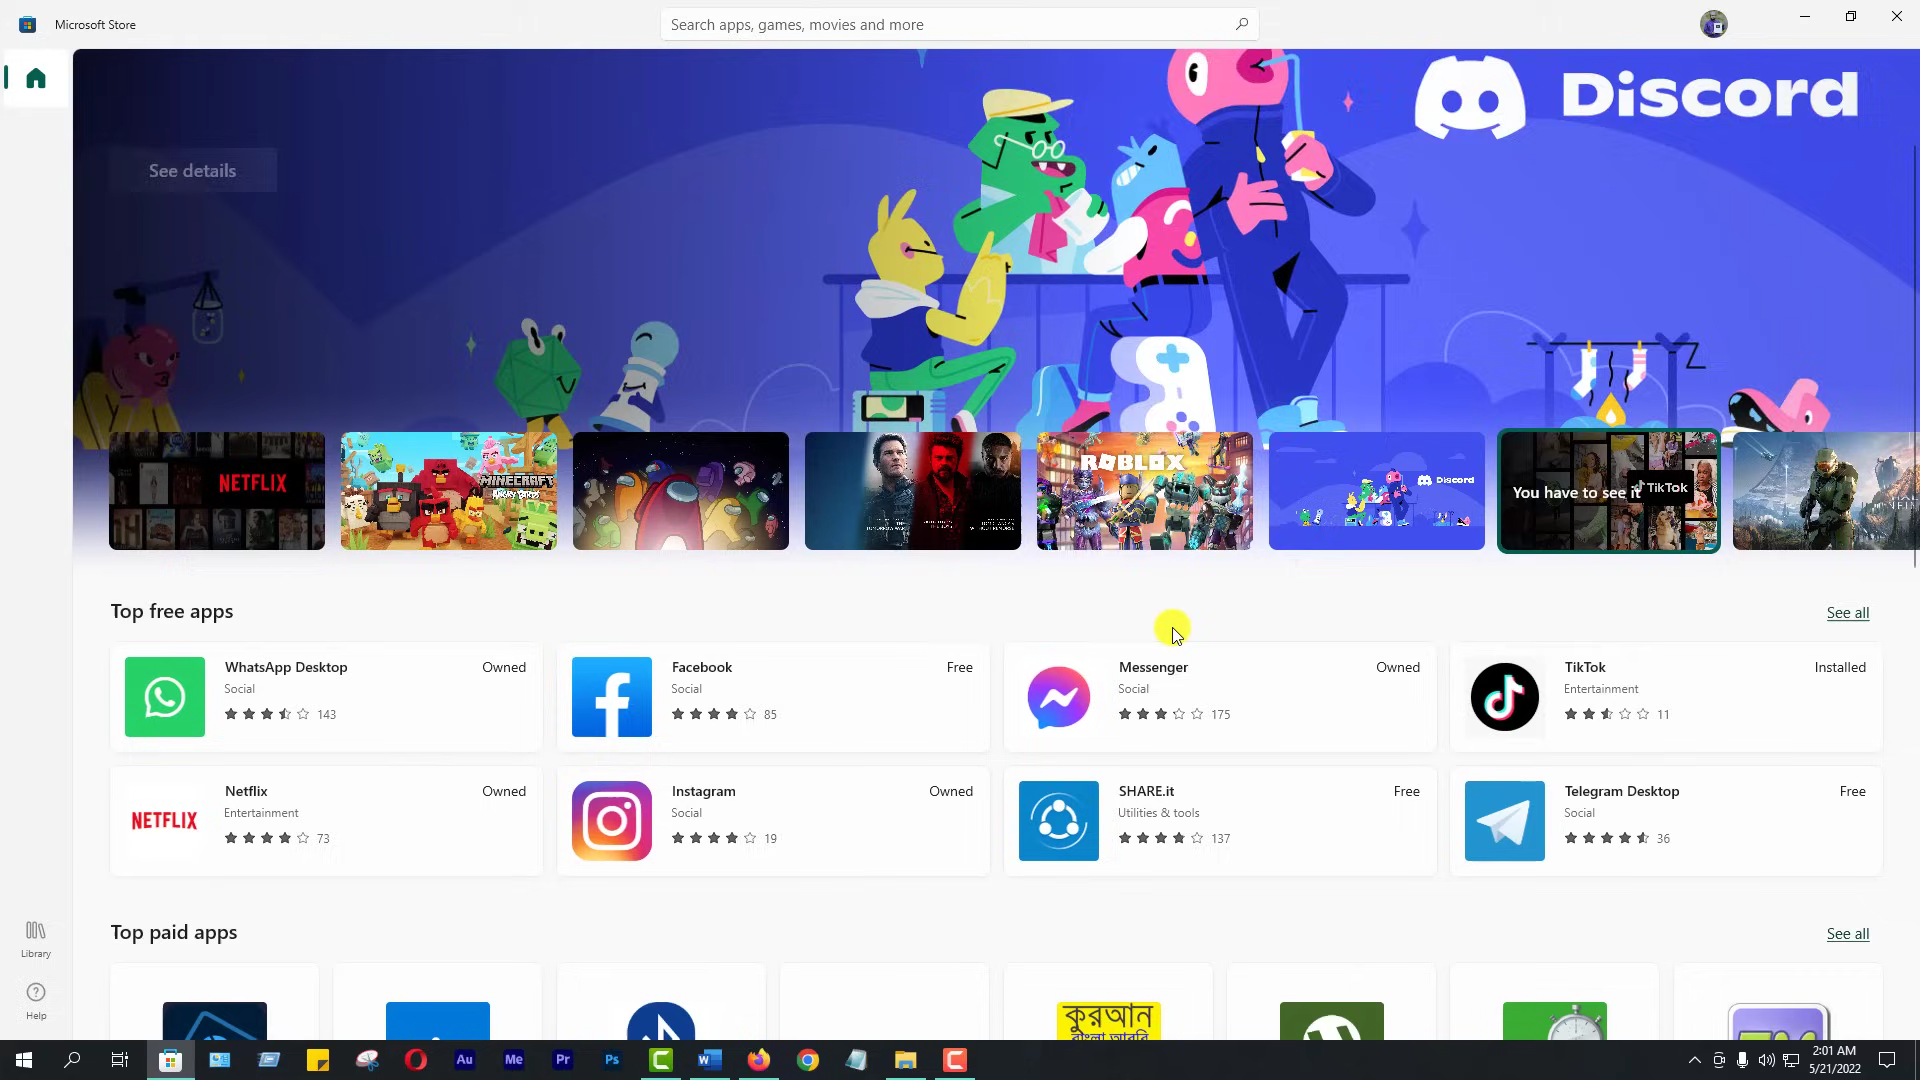 Microsoft Store
Search apps, games, movies and more
Discord
See details
NETFLIX
MINECRAFT
ANGRY BIRDS
ROBLOX
Discord
You have to see it
TikTok
Top free apps
See all
WhatsApp Desktop
Owned
Social
143
Facebook
Free
Social
85
Messenger
Owned
Social
175
TikTok
Installed
Entertainment
11
NETFLIX
Netflix
Owned
Entertainment
73
Instagram
Owned
Social
19
SHARE.it
Free
Utilities & tools
137
Telegram Desktop
Free
Social
36
Top paid apps
See all
Library
Help
কুরআন
Au
Me
Pr
Ps
2:01 AM
5/21/2022